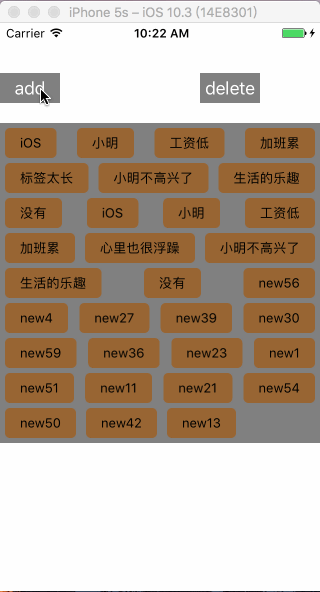 iPhone 5s – iOS 10.3 (14E8301)
Carrier 10:22 AM
add delete
iOS 小明 工资低 加班累
标签太长 小明不高兴了 生活的乐趣
没有 iOS 小明 工资低
加班累 心里也很浮躁 小明不高兴了
生活的乐趣 没有 new56
new4 new27 new39 new30
new59 new36 new23 new1
new51 new11 new21 new54
new50 new42 new13